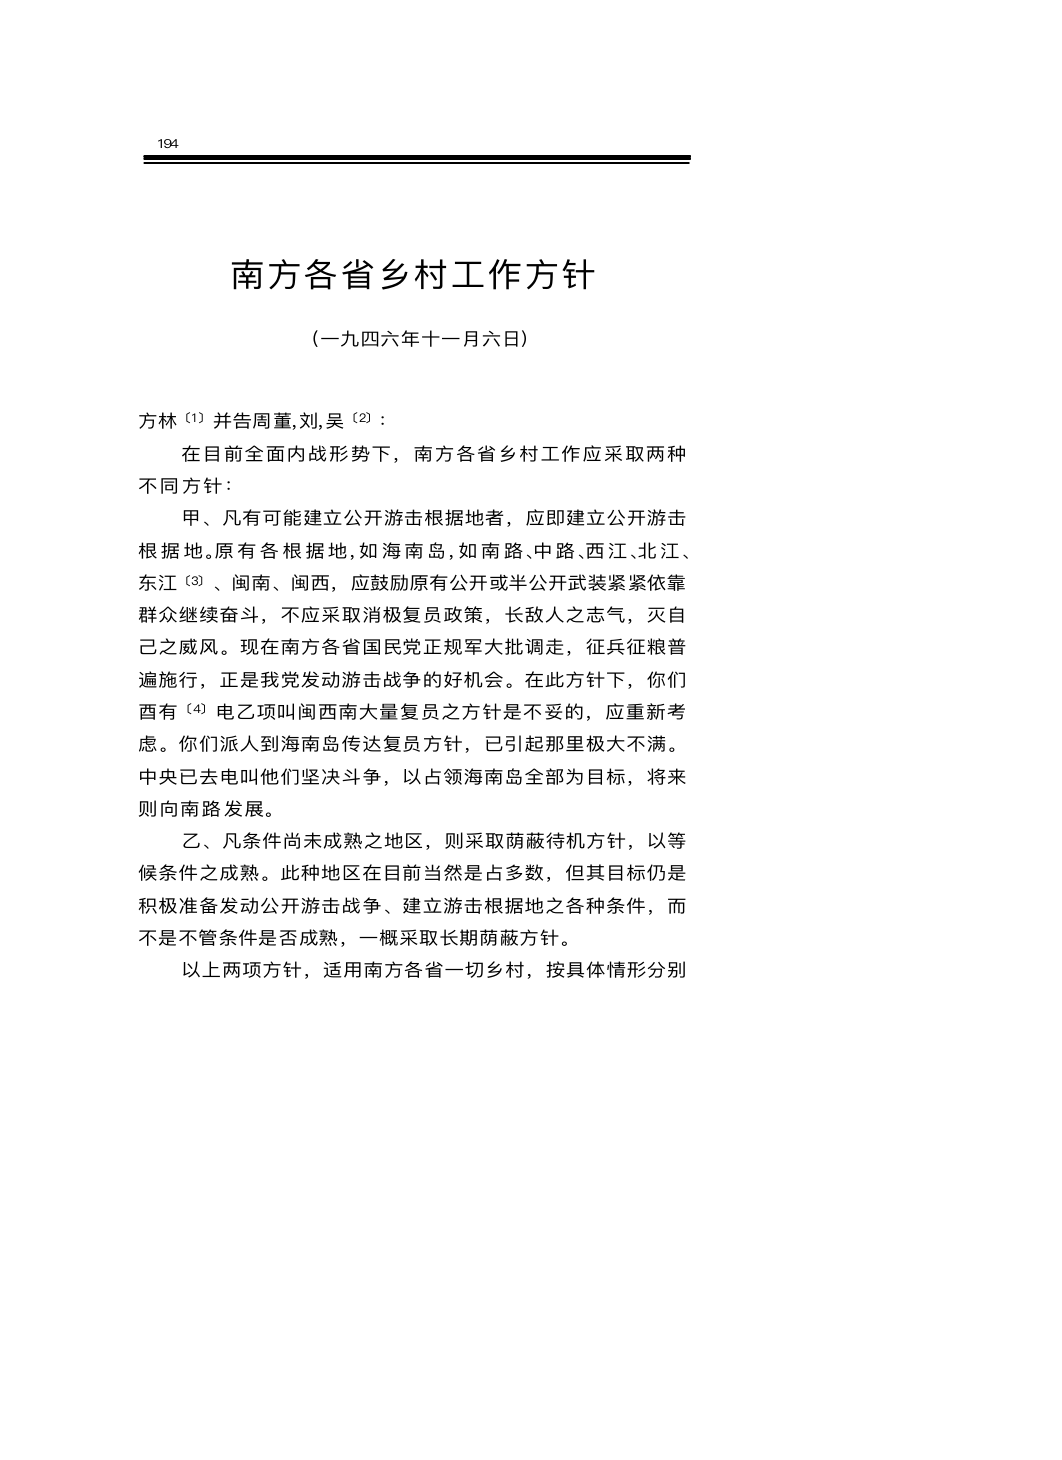 194
南方各省乡村工作方针
（一九四六年十一月六日）
方林〔1〕并告周董,刘,吴〔2〕：
在目前全面内战形势下，南方各省乡村工作应采取两种
不同方针：
甲、凡有可能建立公开游击根据地者，应即建立公开游击
根据地。原有各根据地,如海南岛,如南路、中路、西江、北江、
东江〔3〕、闽南、闽西，应鼓励原有公开或半公开武装紧紧依靠
群众继续奋斗，不应采取消极复员政策，长敌人之志气，灭自
己之威风。现在南方各省国民党正规军大批调走，征兵征粮普
遍施行，正是我党发动游击战争的好机会。在此方针下，你们
酉有〔4〕电乙项叫闽西南大量复员之方针是不妥的，应重新考
虑。你们派人到海南岛传达复员方针，已引起那里极大不满。
中央已去电叫他们坚决斗争，以占领海南岛全部为目标，将来
则向南路发展。
乙、凡条件尚未成熟之地区，则采取荫蔽待机方针，以等
候条件之成熟。此种地区在目前当然是占多数，但其目标仍是
积极准备发动公开游击战争、建立游击根据地之各种条件，而
不是不管条件是否成熟，一概采取长期荫蔽方针。
以上两项方针，适用南方各省一切乡村，按具体情形分别